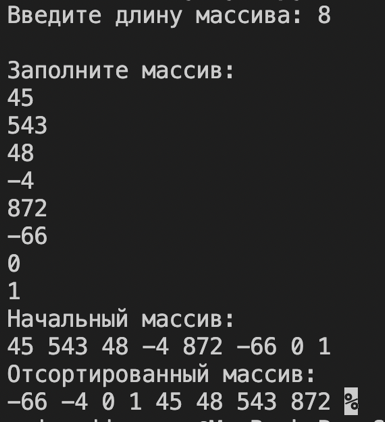 Введите длину массива: 8
Заполните массив:
45
543
48
-4
872
-66
0
1
Начальный массив:
45 543 48 -4 872 -66 0 1
Отсортированный массив:
-66 -4 0 1 45 48 543 872 %